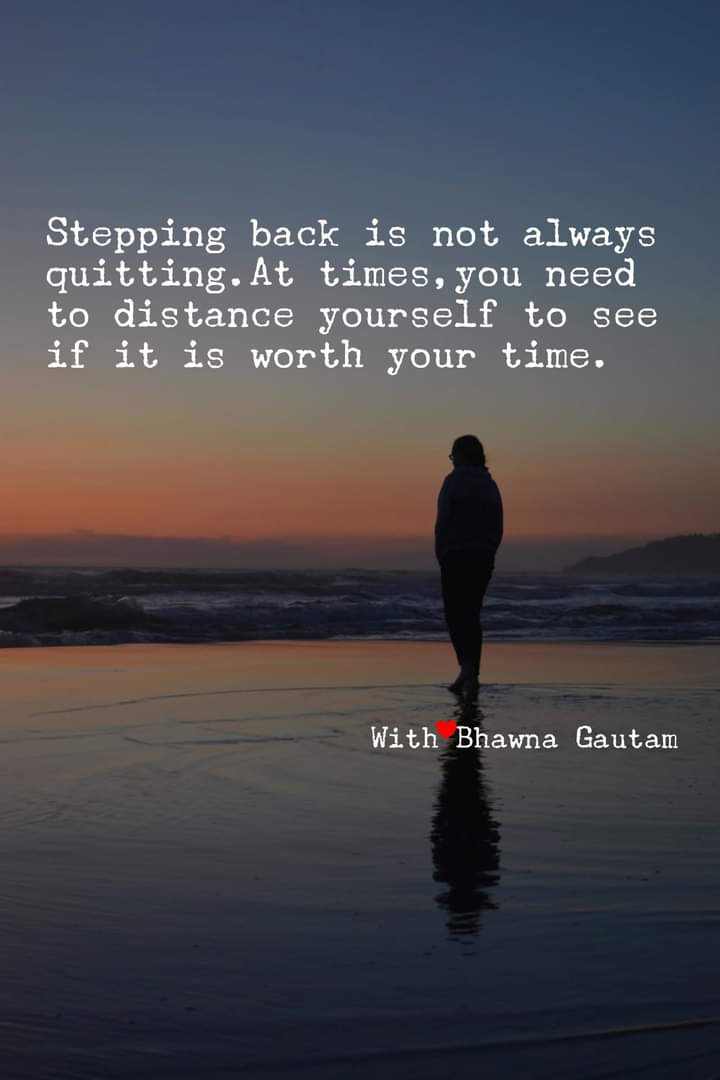 Stepping back is not always
quitting.At times,you need
to distance yourself to see
if it is worth your time.
With❤Bhawna Gautam